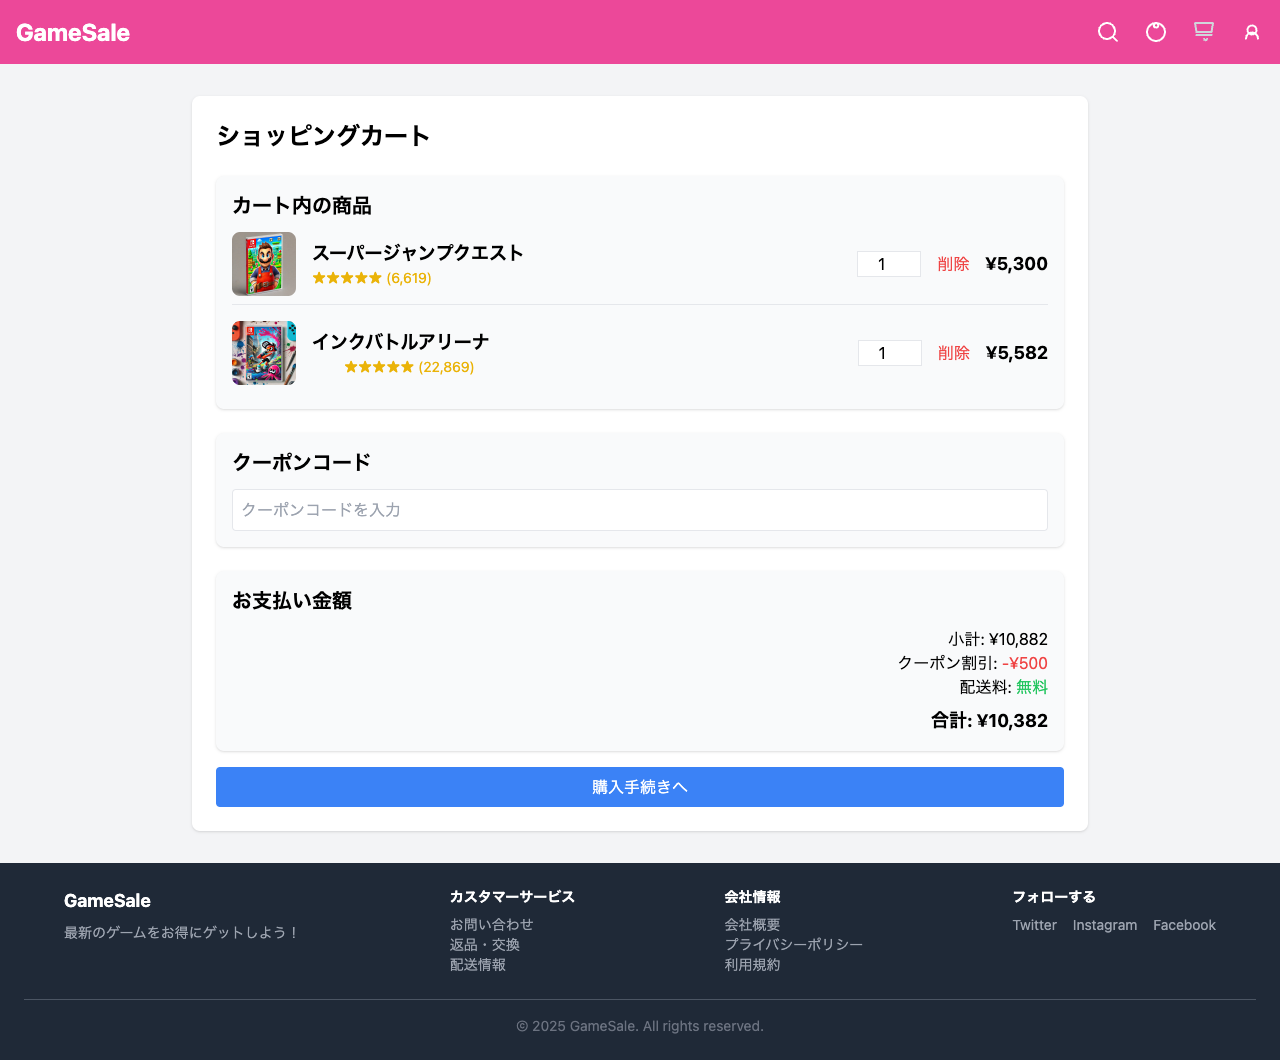 GameSale
ショッピングカート
カート内の商品
スーパージャンプクエスト
★★★★★ (6,619)
1 削除 ¥5,300
インクバトルアリーナ
★★★★★ (22,869)
1 削除 ¥5,582
クーポンコード
クーポンコードを入力
お支払い金額
小計: ¥10,882
クーポン割引: -¥500
配送料: 無料
合計: ¥10,382
購入手続きへ
GameSale
最新のゲームをお得にゲットしよう！
カスタマーサービス
お問い合わせ
返品・交換
配送情報
会社情報
会社概要
プライバシーポリシー
利用規約
フォローする
Twitter Instagram Facebook
© 2025 GameSale. All rights reserved.